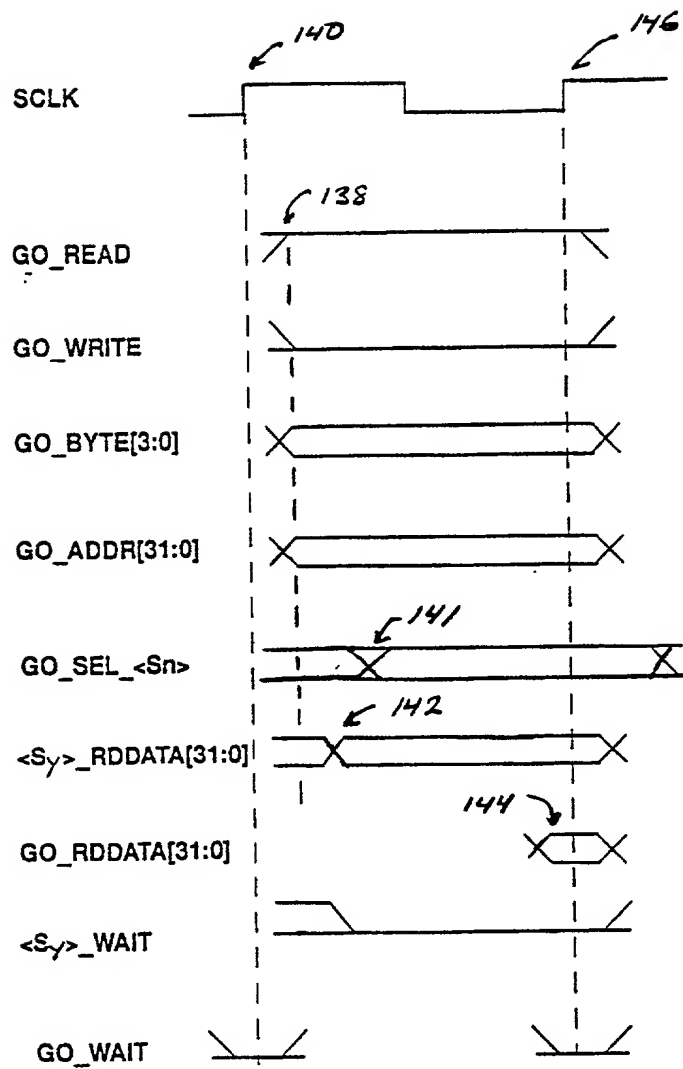 140
146
SCLK
138
GO_READ
GO_WRITE
GO_BYTE[3:0]
GO_ADDR[31:0]
141
GO_SEL_<Sn>
142
<Sy>_RDDATA[31:0]
144
GO_RDDATA[31:0]
<Sy>_WAIT
GO_WAIT